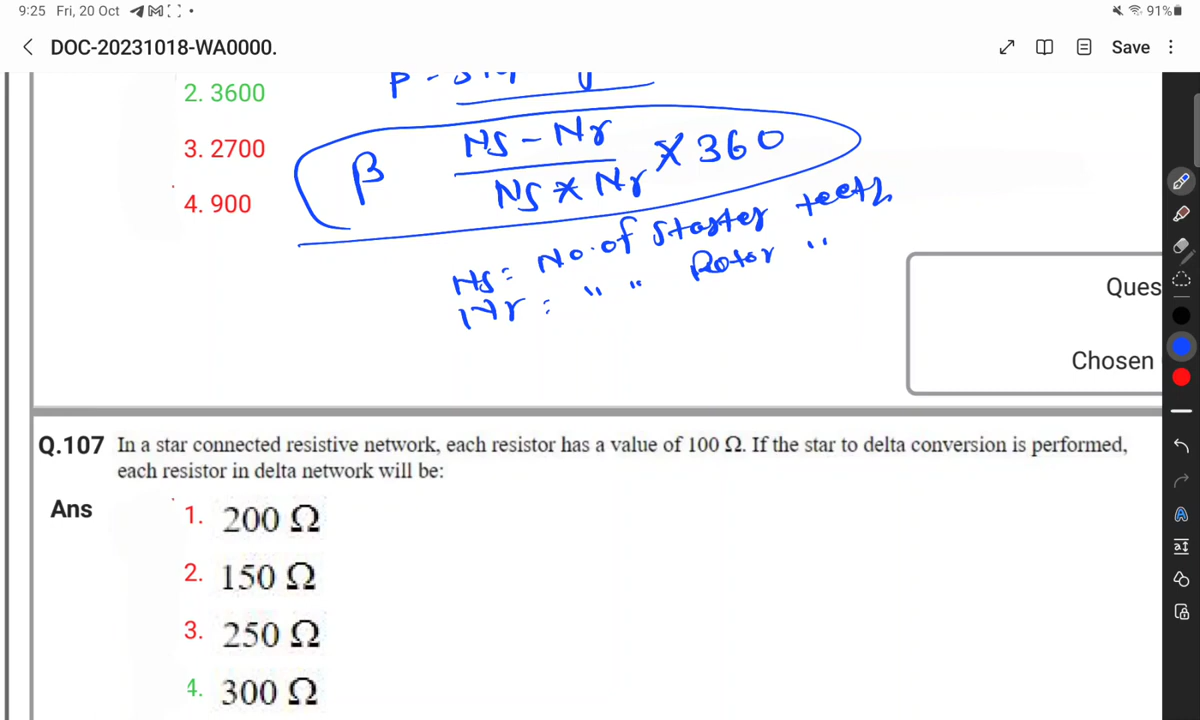 9:25 Fri, 20 Oct
91%
DOC-20231018-WA0000.
Save
2. 3600
3. 2700
4. 900
β Ns - Nr / Ns * Nr × 360
Ns = No. of Stator teeth
Nr = " " Rotor "
Ques
Chosen
Q.107 In a star connected resistive network, each resistor has a value of 100 Ω. If the star to delta conversion is performed,
each resistor in delta network will be:
Ans
1. 200 Ω
2. 150 Ω
3. 250 Ω
4. 300 Ω